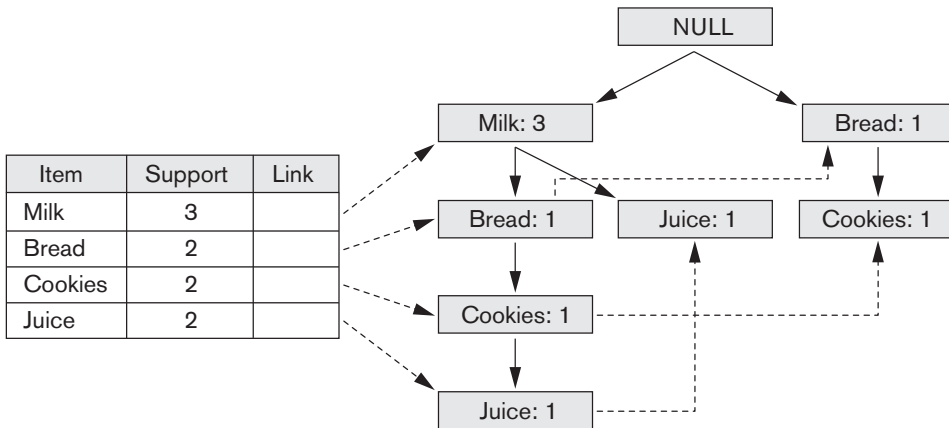 NULL
Milk: 3
Bread: 1
Item Support Link
Milk 3
Bread 2
Cookies 2
Juice 2
Bread: 1
Juice: 1
Cookies: 1
Cookies: 1
Juice: 1